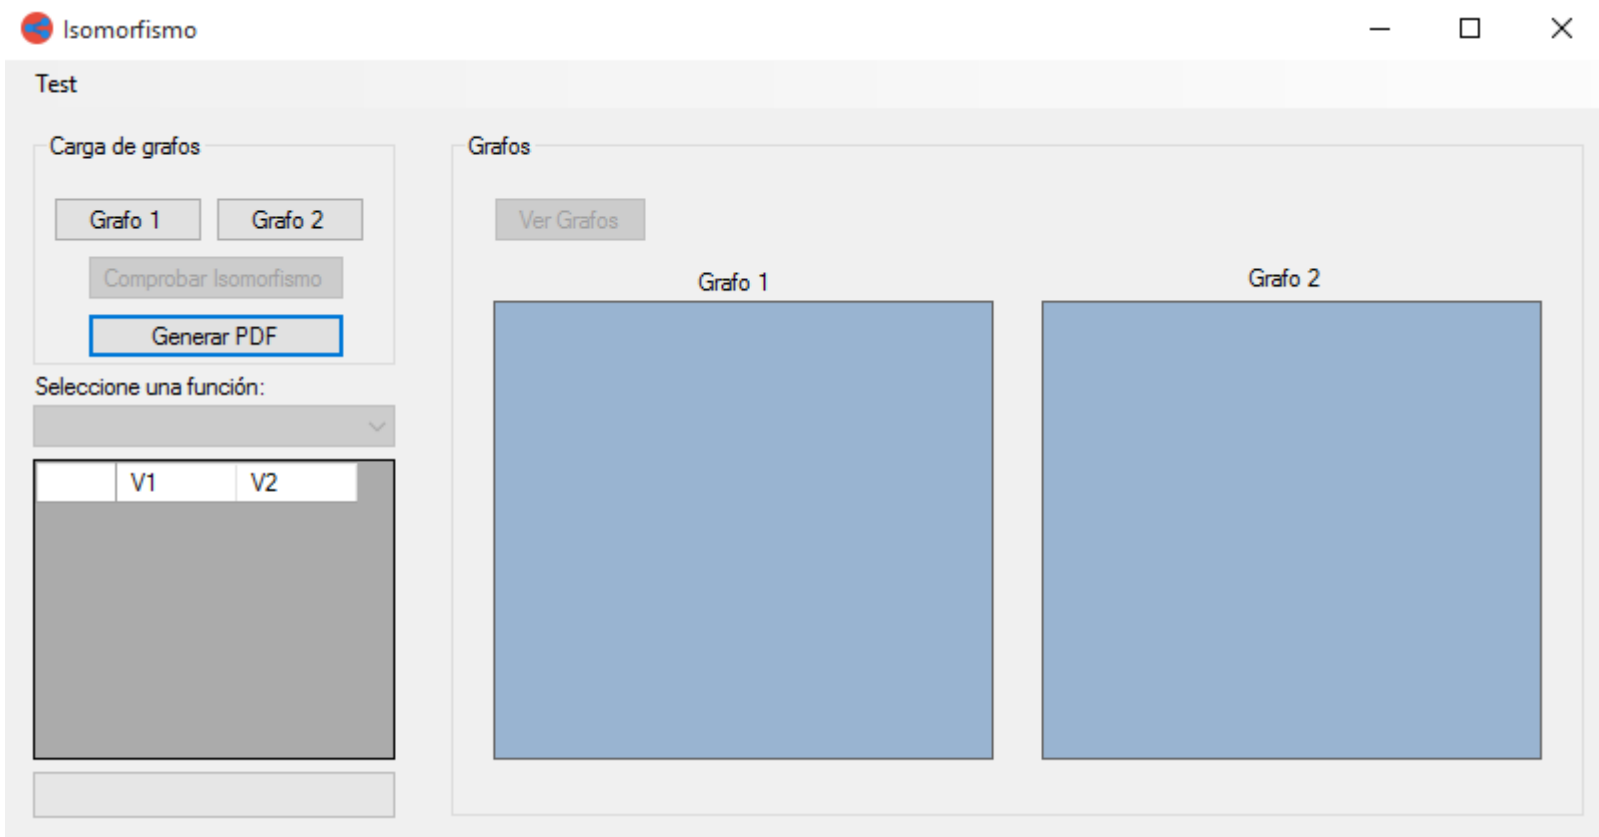 Isomorfismo
Test
Carga de grafos
Grafo 1 Grafo 2
Comprobar Isomorfismo
Generar PDF
Seleccione una función:
V1 V2
Grafos
Ver Grafos
Grafo 1 Grafo 2